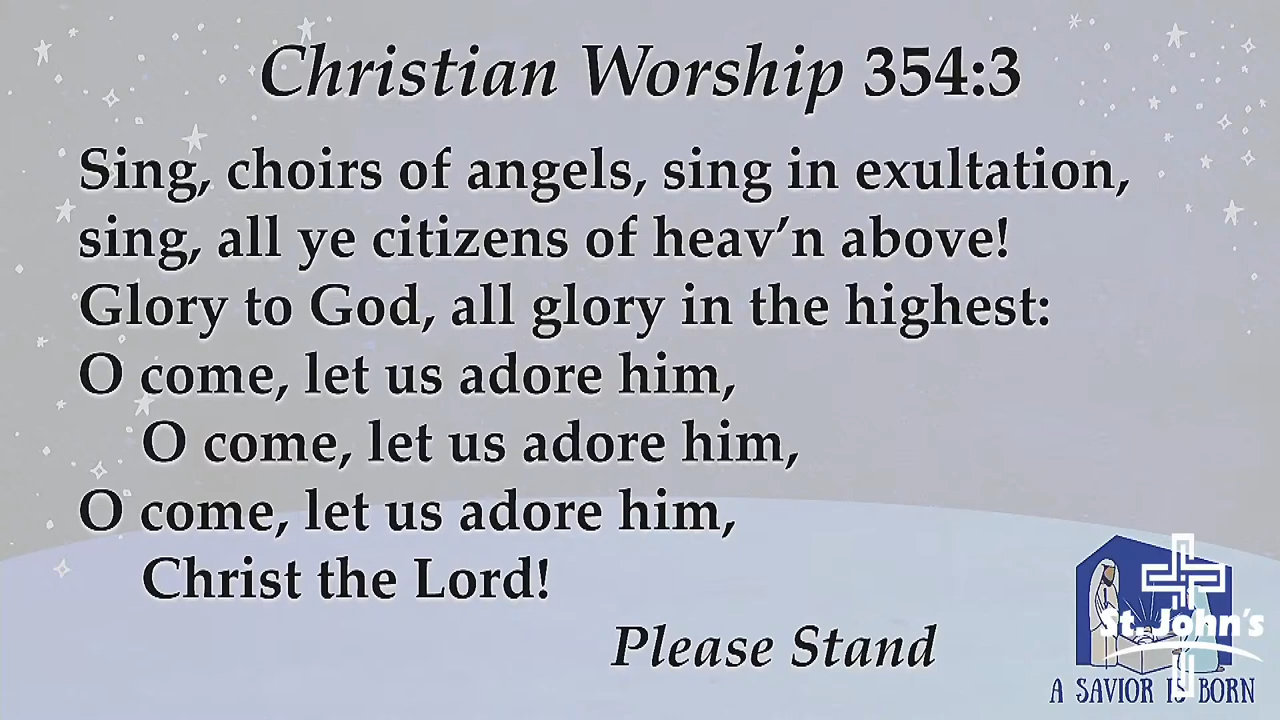 Christian Worship 354:3
Sing, choirs of angels, sing in exultation,
sing, all ye citizens of heav’n above!
Glory to God, all glory in the highest:
O come, let us adore him,
O come, let us adore him,
O come, let us adore him,
Christ the Lord!
Please Stand
St. John's
A SAVIOR IS BORN